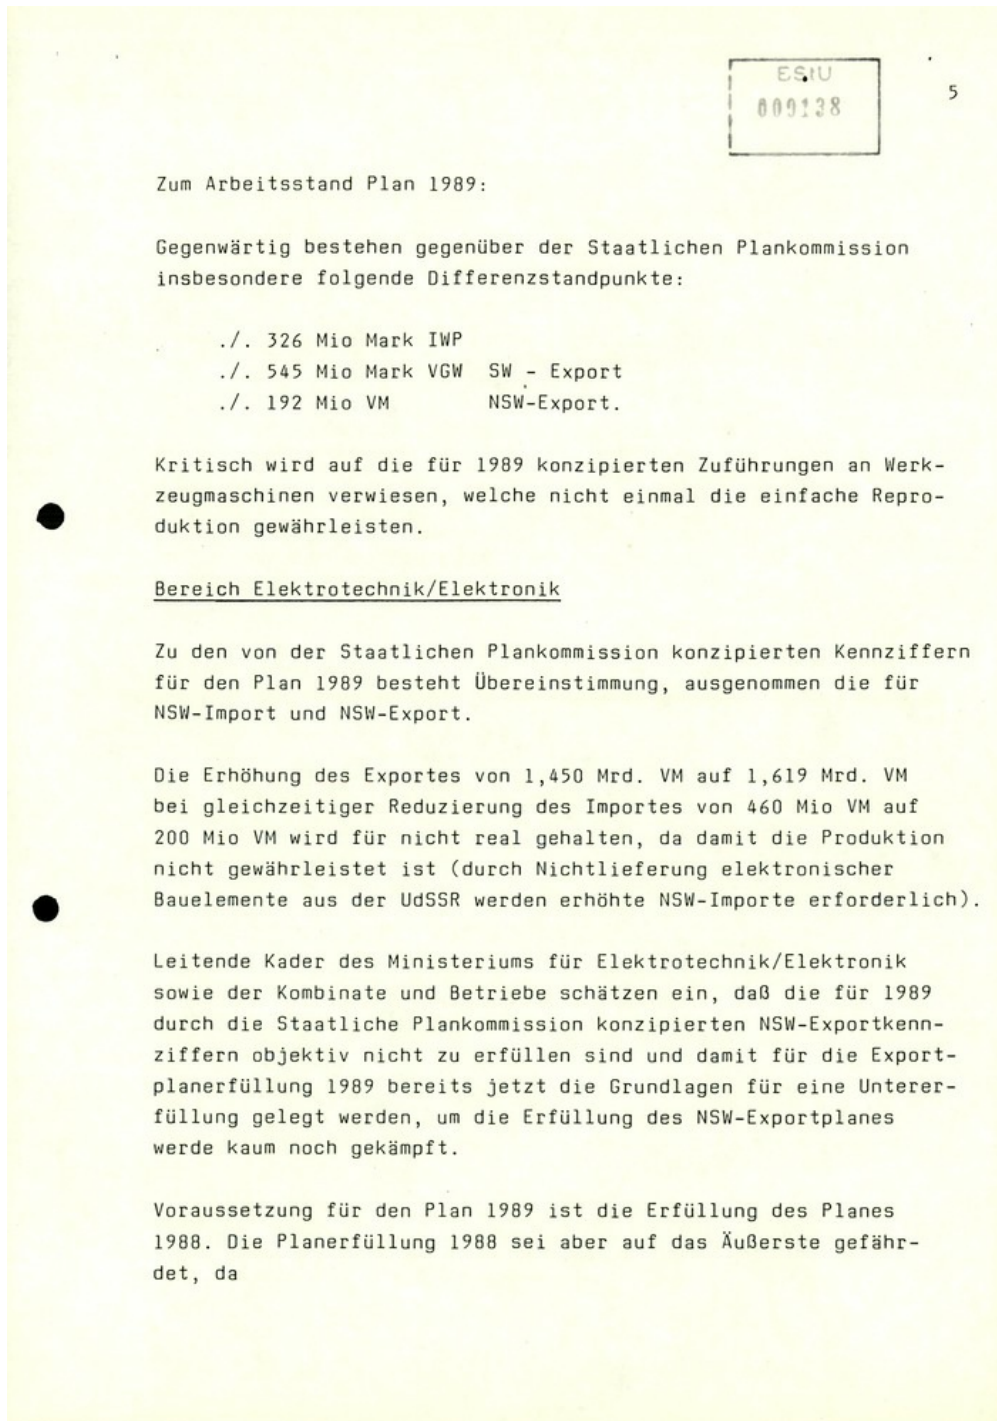 BStU
000138
5
Zum Arbeitsstand Plan 1989:
Gegenwärtig bestehen gegenüber der Staatlichen Plankommission
insbesondere folgende Differenzstandpunkte:
./. 326 Mio Mark IWP
./. 545 Mio Mark VGW SW - Export
./. 192 Mio VM NSW-Export.
Kritisch wird auf die für 1989 konzipierten Zuführungen an Werk-
zeugmaschinen verwiesen, welche nicht einmal die einfache Repro-
duktion gewährleisten.
Bereich Elektrotechnik/Elektronik
Zu den von der Staatlichen Plankommission konzipierten Kennziffern
für den Plan 1989 besteht Übereinstimmung, ausgenommen die für
NSW-Import und NSW-Export.
Die Erhöhung des Exportes von 1,450 Mrd. VM auf 1,619 Mrd. VM
bei gleichzeitiger Reduzierung des Importes von 460 Mio VM auf
200 Mio VM wird für nicht real gehalten, da damit die Produktion
nicht gewährleistet ist (durch Nichtlieferung elektronischer
Bauelemente aus der UdSSR werden erhöhte NSW-Importe erforderlich).
Leitende Kader des Ministeriums für Elektrotechnik/Elektronik
sowie der Kombinate und Betriebe schätzen ein, daß die für 1989
durch die Staatliche Plankommission konzipierten NSW-Exportkenn-
ziffern objektiv nicht zu erfüllen sind und damit für die Export-
planerfüllung 1989 bereits jetzt die Grundlagen für eine Unterer-
füllung gelegt werden, um die Erfüllung des NSW-Exportplanes
werde kaum noch gekämpft.
Voraussetzung für den Plan 1989 ist die Erfüllung des Planes
1988. Die Planerfüllung 1988 sei aber auf das Äußerste gefähr-
det, da